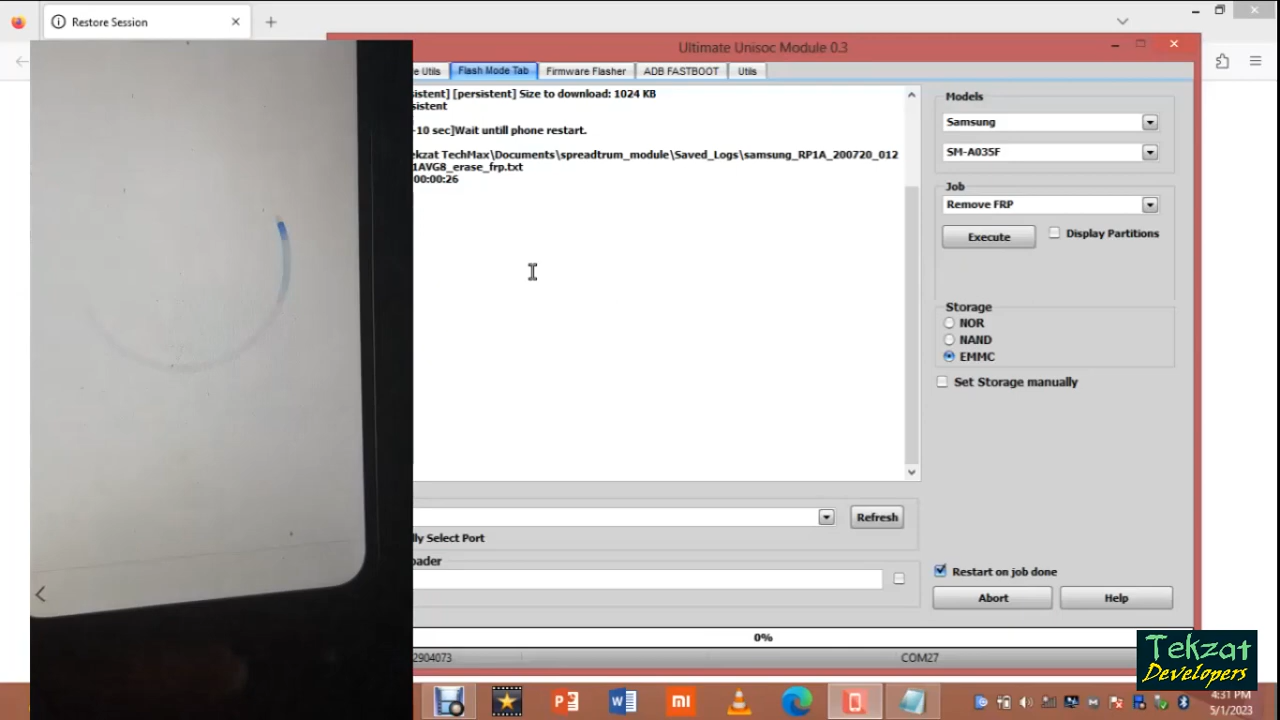 Restore Session
Ultimate Unisoc Module 0.3
e Utils
Flash Mode Tab
Firmware Flasher
ADB FASTBOOT
Utils
istent] [persistent] Size to download: 1024 KB
sistent
-10 sec]Wait untill phone restart.
ekzat TechMax\Documents\spreadtrum_module\Saved_Logs\samsung_RP1A_200720_012
1AVG8_erase_frp.txt
00:00:26
Models
Samsung
SM-A035F
Job
Remove FRP
Execute
Display Partitions
Storage
NOR
NAND
EMMC
Set Storage manually
Refresh
lly Select Port
oader
Restart on job done
Abort
Help
0%
2904073
COM27
Tekzat
Developers
4:31 PM
5/1/2023